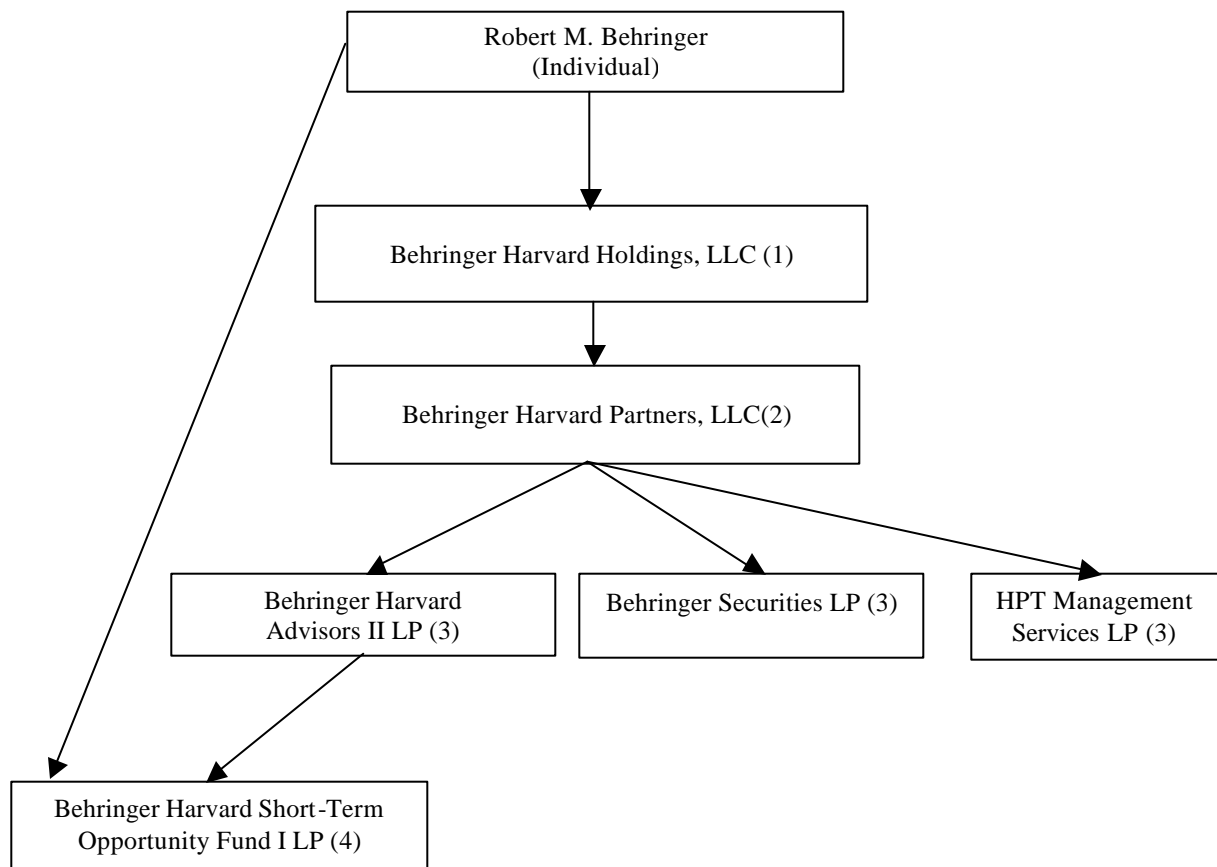 Robert M. Behringer
(Individual)
Behringer Harvard Holdings, LLC (1)
Behringer Harvard Partners, LLC(2)
Behringer Harvard
Advisors II LP (3)
Behringer Securities LP (3)
HPT Management
Services LP (3)
Behringer Harvard Short-Term
Opportunity Fund I LP (4)